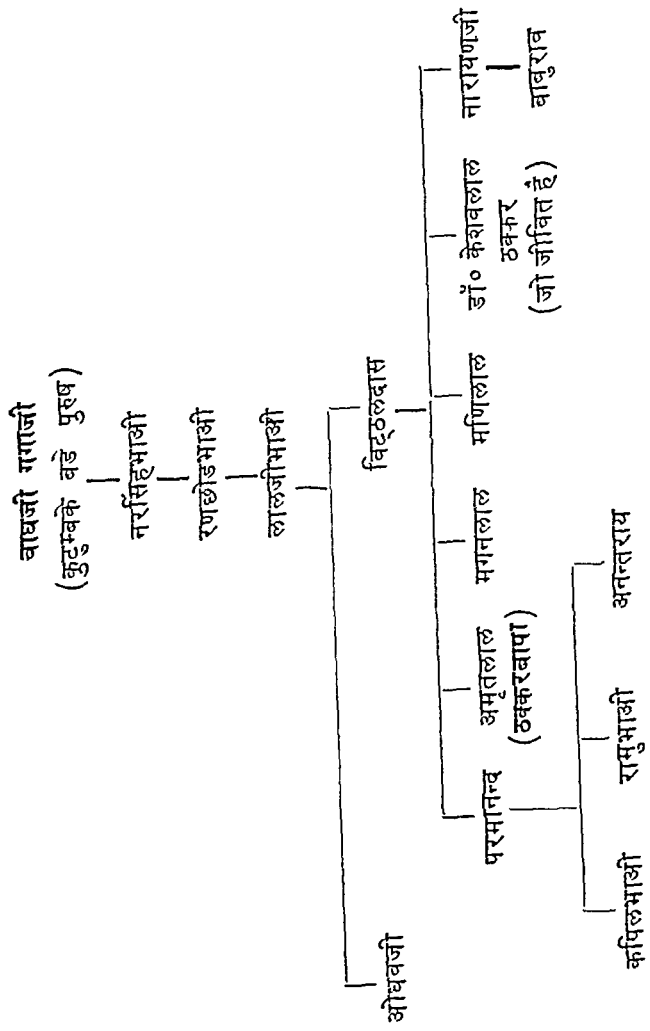 वाघजी गगाजी
(कुटुम्बके बडे पुरुष)
नरसिंहभाओी
रणछोडभाओी
लालजीभाओी
ओधवजी
विट्ठलदास
परमानन्द
अमृतलाल
(ठक्करबापा)
मगनलाल
मणिलाल
डॉ० केशवलाल
ठक्कर
(जो जीवित हैं)
नारायणजी
बाबुराव
कपिलभाओी
रामुभाओी
अनन्तराय